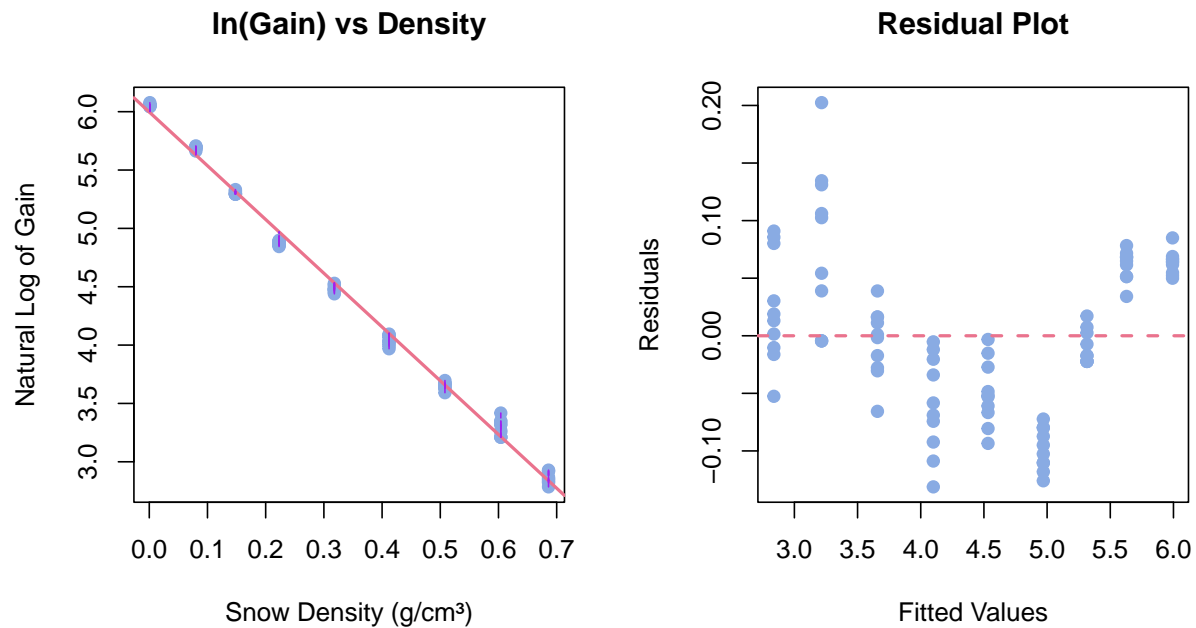 ln(Gain) vs Density
Natural Log of Gain
6.0
5.5
5.0
4.5
4.0
3.5
3.0
0.0 0.1 0.2 0.3 0.4 0.5 0.6 0.7
Snow Density (g/cm³)
Residual Plot
Residuals
0.20
0.10
0.00
−0.10
3.0 3.5 4.0 4.5 5.0 5.5 6.0
Fitted Values